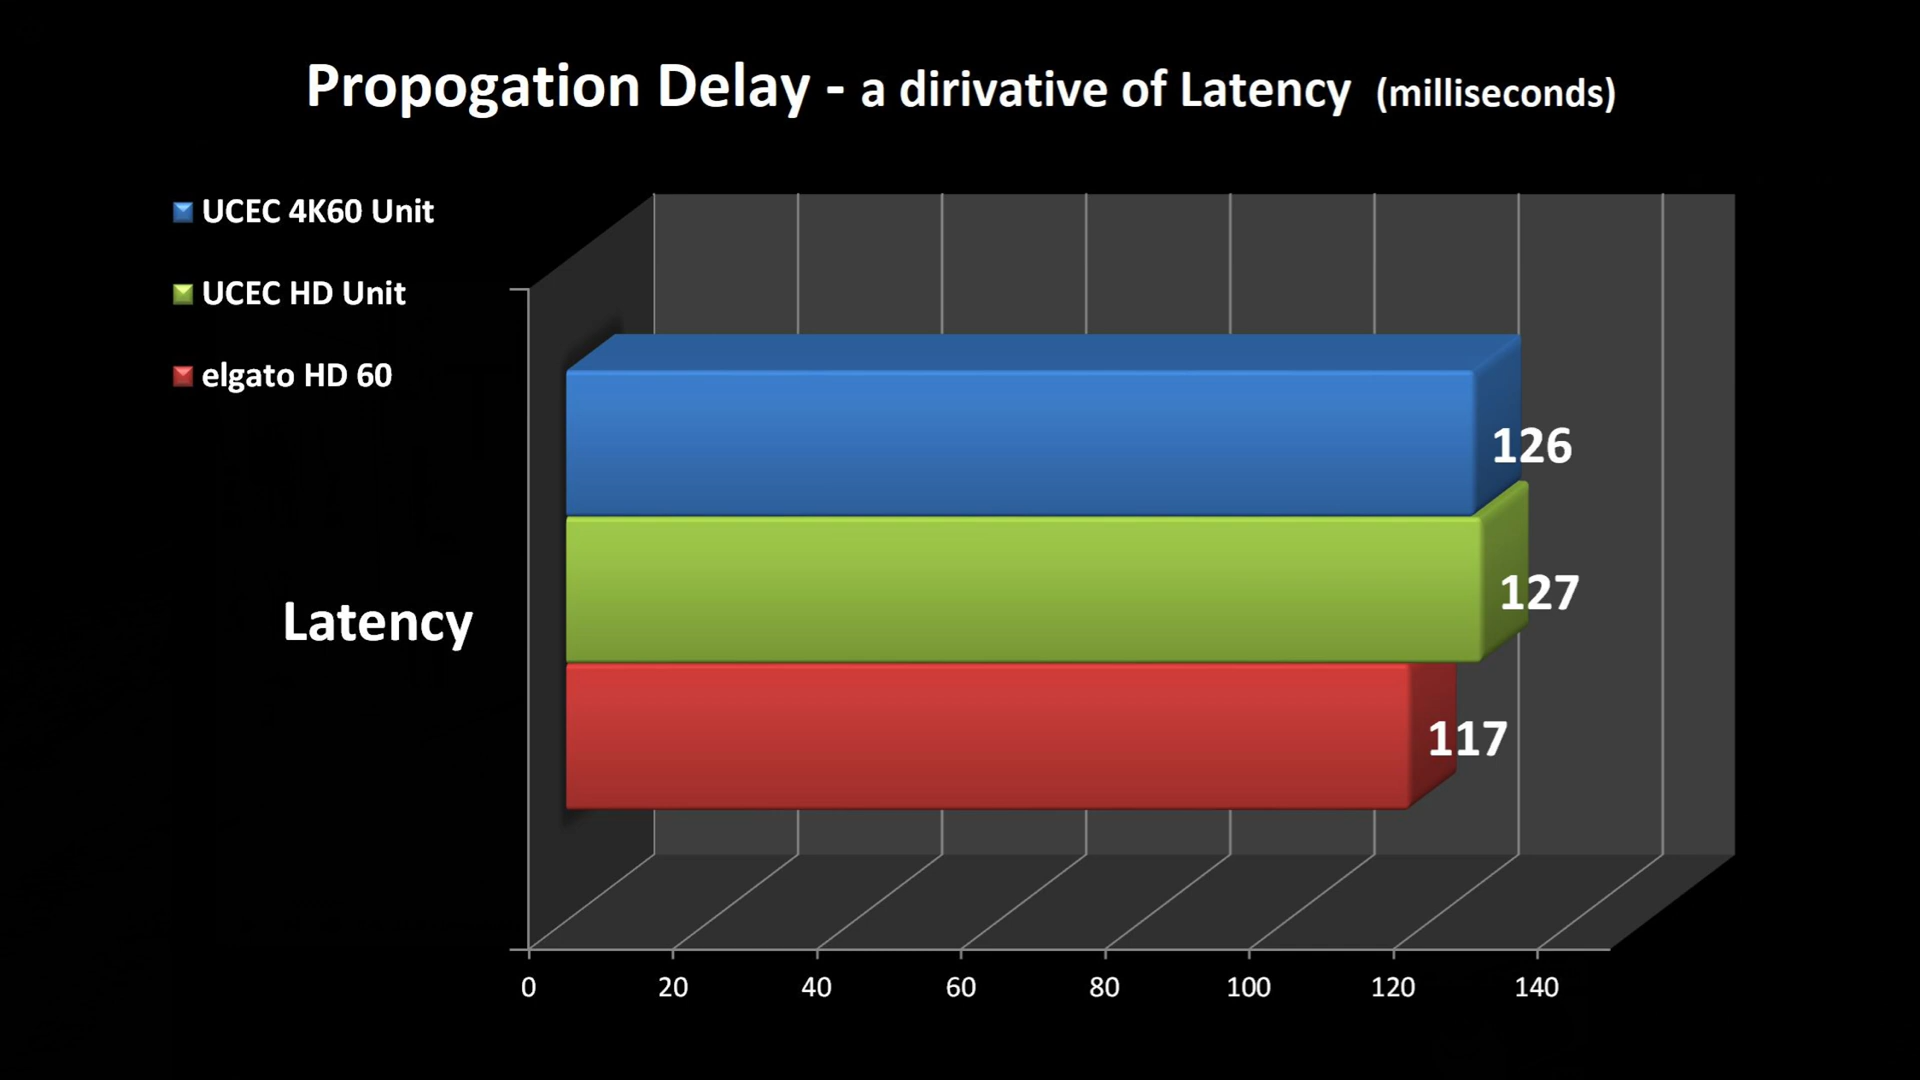 Propogation Delay - a dirivative of Latency (milliseconds)
UCEC 4K60 Unit
UCEC HD Unit
elgato HD 60
126
127
Latency
117
0 20 40 60 80 100 120 140